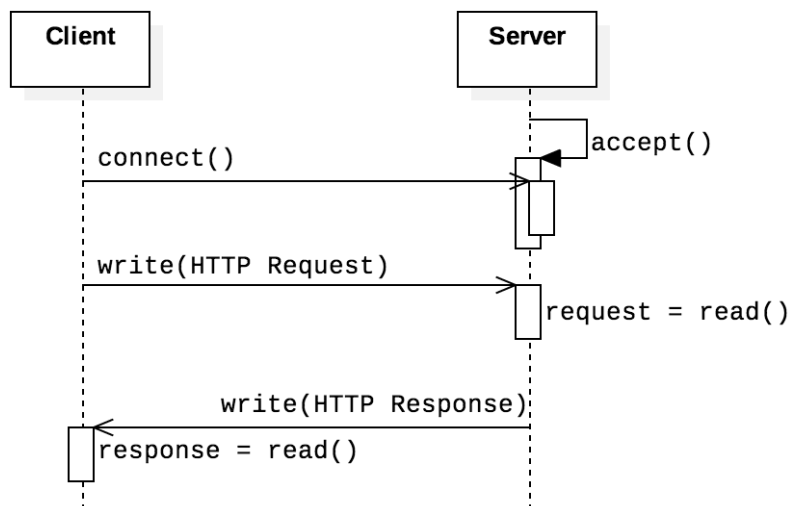 Client
Server
accept()
connect()
write(HTTP Request)
request = read()
write(HTTP Response)
response = read()